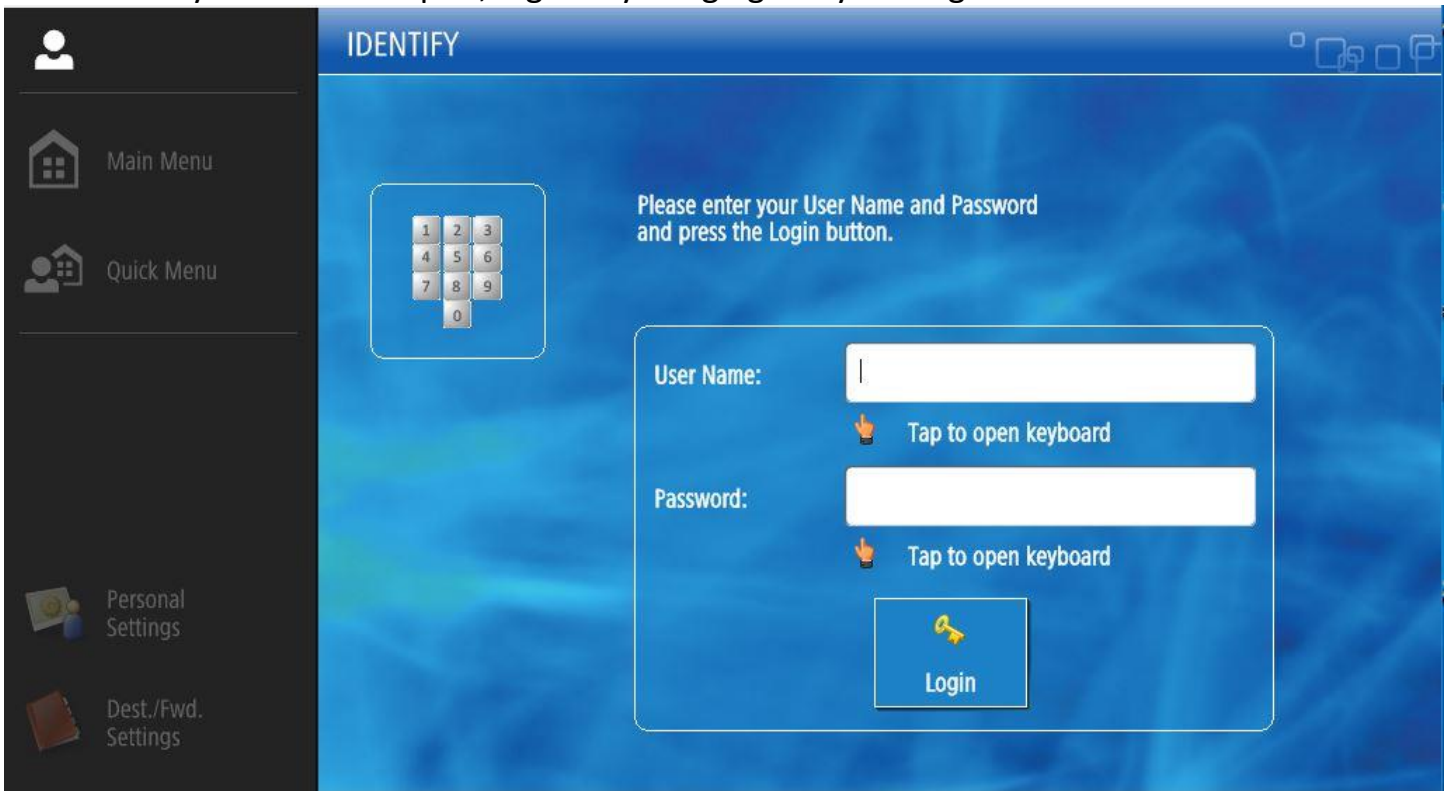 IDENTIFY
Main Menu
Quick Menu
Personal
Settings
Dest./Fwd.
Settings
1 2 3
4 5 6
7 8 9
0
Please enter your User Name and Password
and press the Login button.
User Name:
Tap to open keyboard
Password:
Tap to open keyboard
Login